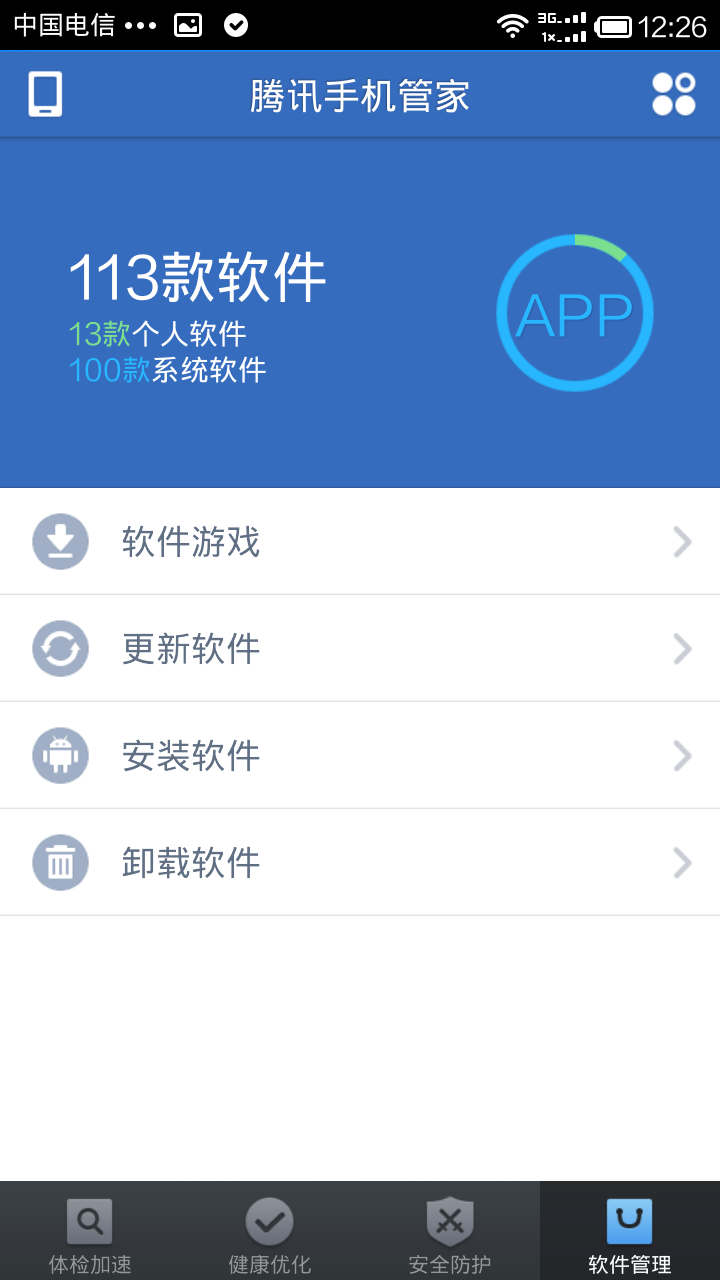 中国电信 ••• 3G 1× 12:26
腾讯手机管家
113款软件
13款个人软件
100款系统软件
APP
软件游戏
更新软件
安装软件
卸载软件
体检加速 健康优化 安全防护 软件管理